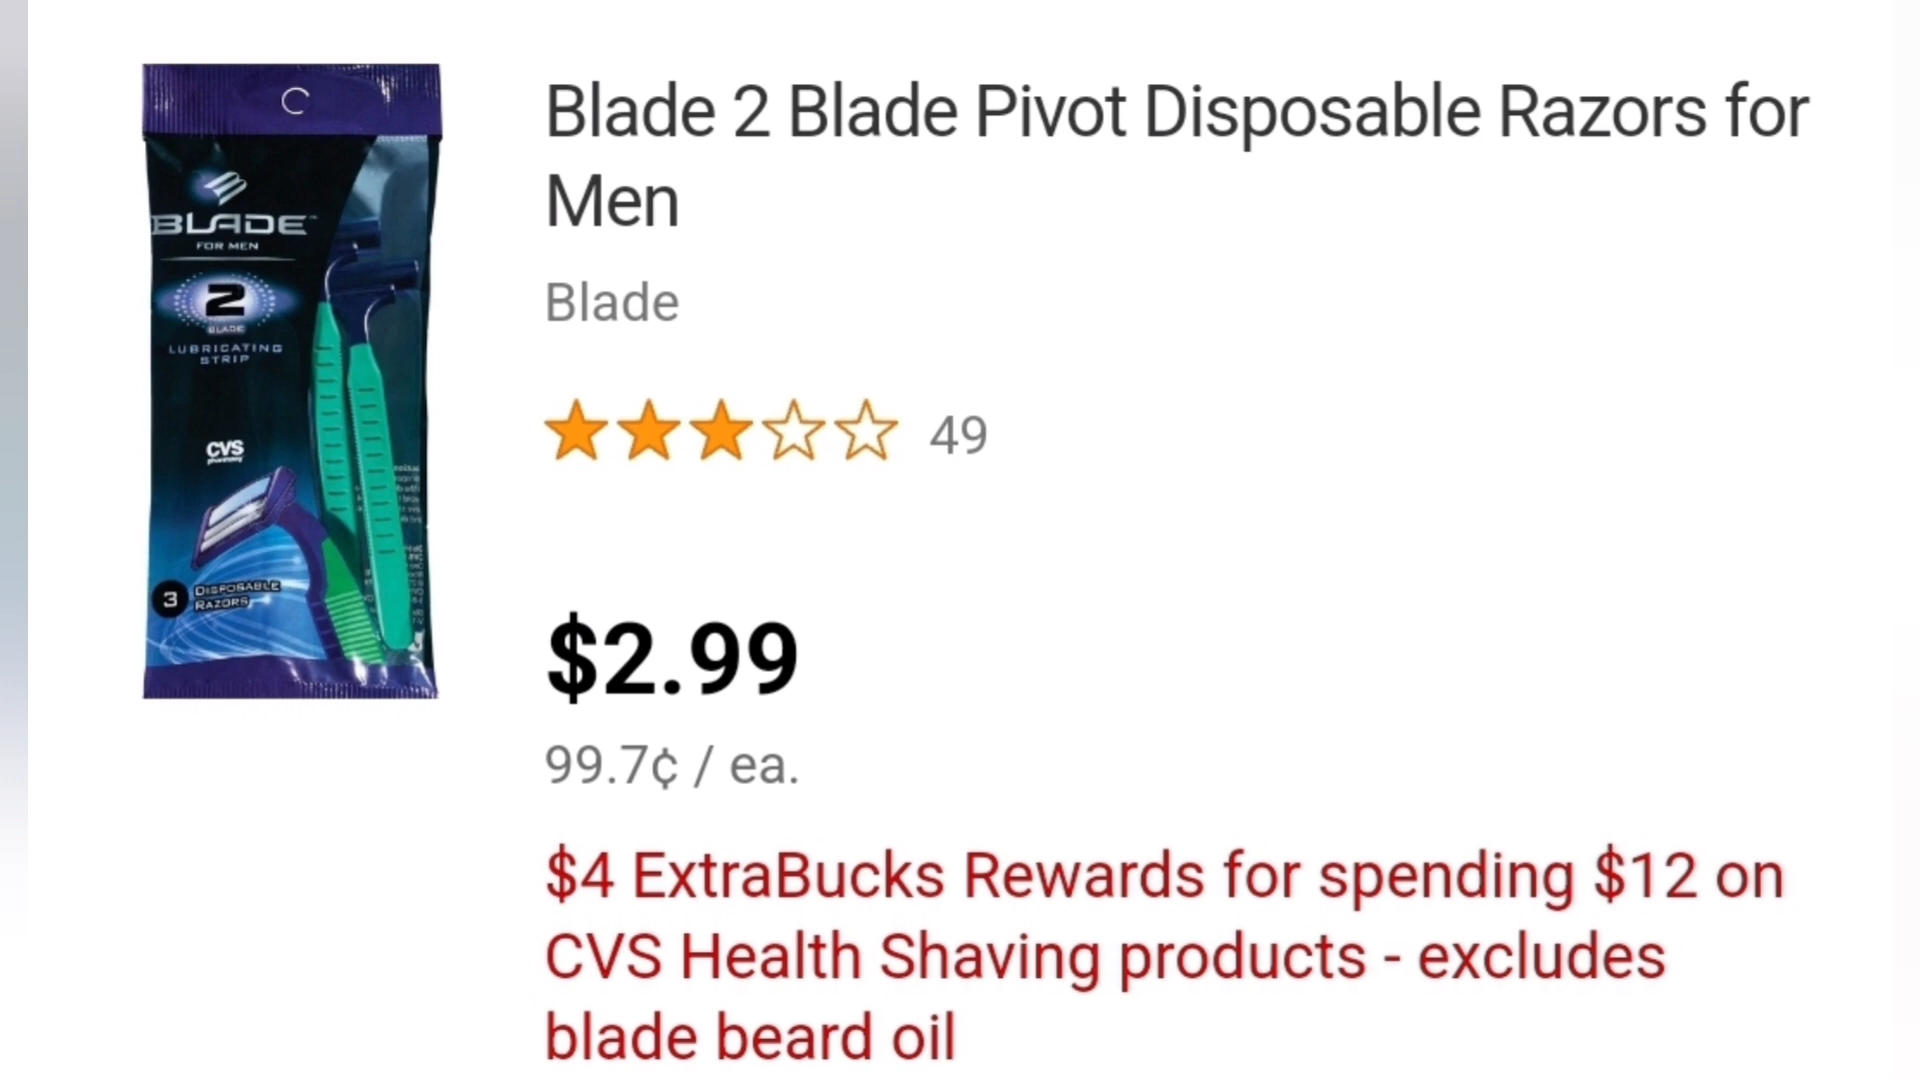 Blade 2 Blade Pivot Disposable Razors for
Men
Blade
49
$2.99
99.7¢ / ea.
$4 ExtraBucks Rewards for spending $12 on
CVS Health Shaving products - excludes
blade beard oil
BLADE™
FOR MEN
2
BLADE
LUBRICATING
STRIP
CVS
pharmacy
3 DISPOSABLE
RAZORS